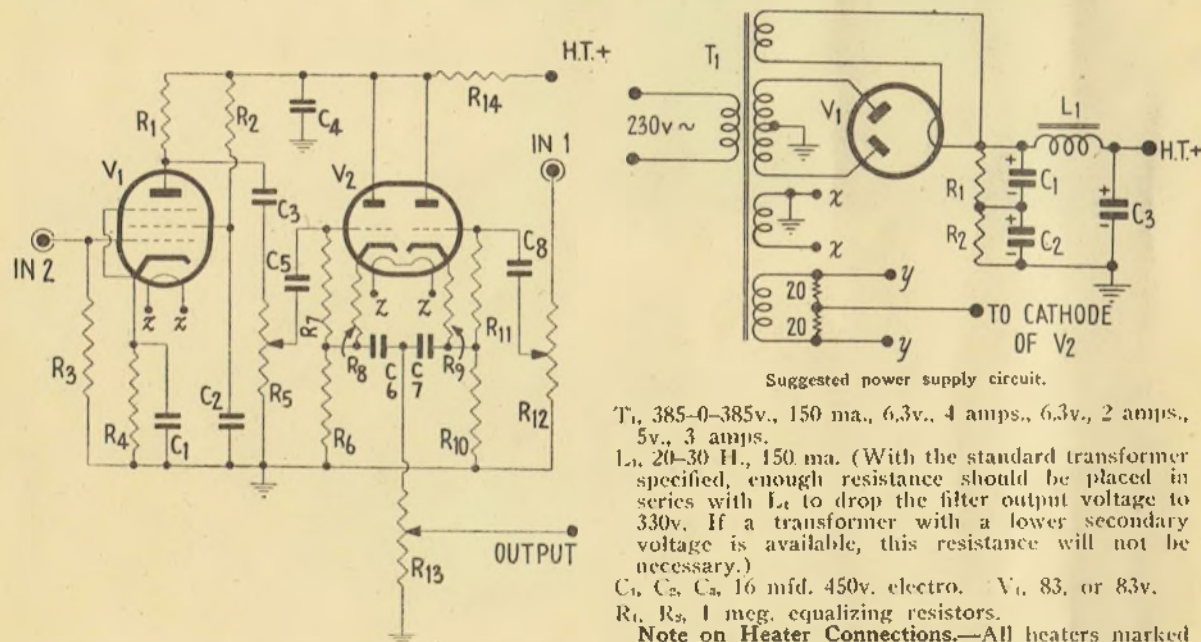 H.T.+
R14
IN 1
R1
R2
C4
V1
V2
C3
C5
C8
IN 2
z z
z z
R7
R11
R3
R8
C6
C7
R9
R5
R12
R4
C1
C2
R6
R10
OUTPUT
R13
T1
230v ~
V1
L1
H.T.+
R1
C1
C3
R2
C2
x
x
y
20
20
TO CATHODE
OF V2
y
Suggested power supply circuit.
T1, 385-0-385v., 150 ma., 6.3v., 4 amps., 6.3v., 2 amps.,
5v., 3 amps.
L1, 20-30 H., 150 ma. (With the standard transformer
specified, enough resistance should be placed in
series with L1 to drop the filter output voltage to
330v. If a transformer with a lower secondary
voltage is available, this resistance will not be
necessary.)
C1, C2, C3, 16 mfd. 450v. electro. V1, 83, or 83v.
R1, R2, 1 meg. equalizing resistors.
Note on Heater Connections.—All heaters marked